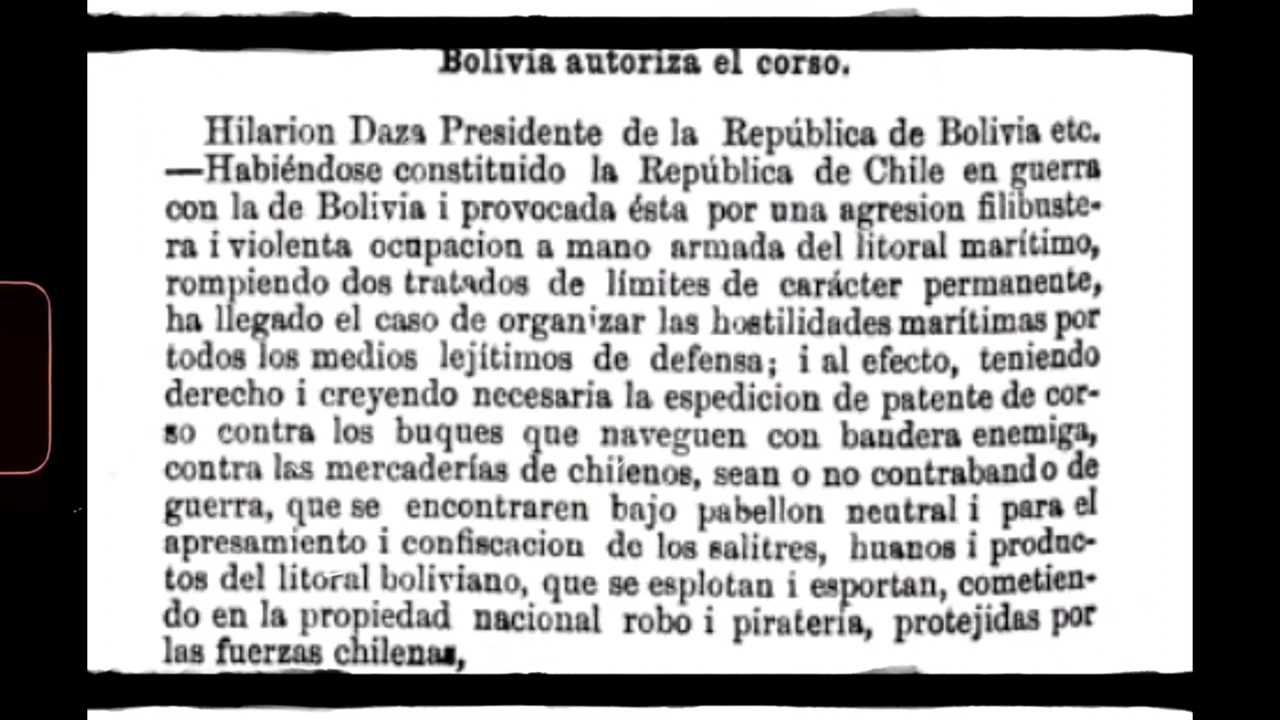 Bolivia autoriza el corso.
Hilarion Daza Presidente de la República de Bolivia etc.
—Habiéndose constituido la República de Chile en guerra
con la de Bolivia i provocada ésta por una agresion filibuste-
ra i violenta ocupacion a mano armada del litoral marítimo,
rompiendo dos tratados de límites de carácter permanente,
ha llegado el caso de organizar las hostilidades marítimas por
todos los medios lejítimos de defensa; i al efecto, teniendo
derecho i creyendo necesaria la espedicion de patente de cor-
so contra los buques que naveguen con bandera enemiga,
contra las mercaderías de chilenos, sean o no contrabando de
guerra, que se encontraren bajo pabellon neutral i para el
apresamiento i confiscacion de los salitres, huanos i produc-
tos del litoral boliviano, que se esplotan i esportan, cometien-
do en la propiedad nacional robo i piratería, protejidas por
las fuerzas chilenas,